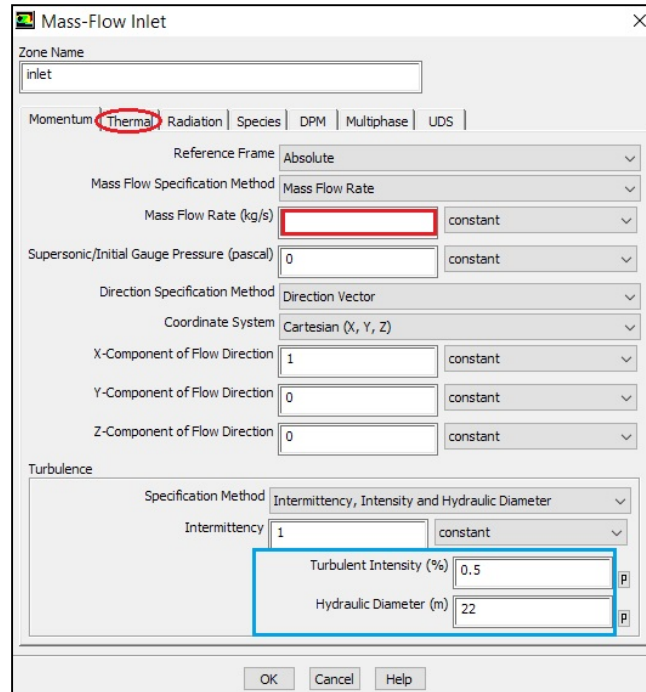 Mass-Flow Inlet
Zone Name
inlet
Momentum Thermal Radiation Species DPM Multiphase UDS
Reference Frame Absolute
Mass Flow Specification Method Mass Flow Rate
Mass Flow Rate (kg/s) constant
Supersonic/Initial Gauge Pressure (pascal) 0 constant
Direction Specification Method Direction Vector
Coordinate System Cartesian (X, Y, Z)
X-Component of Flow Direction 1 constant
Y-Component of Flow Direction 0 constant
Z-Component of Flow Direction 0 constant
Turbulence
Specification Method Intermittency, Intensity and Hydraulic Diameter
Intermittency 1 constant
Turbulent Intensity (%) 0.5 P
Hydraulic Diameter (m) 22 P
OK Cancel Help